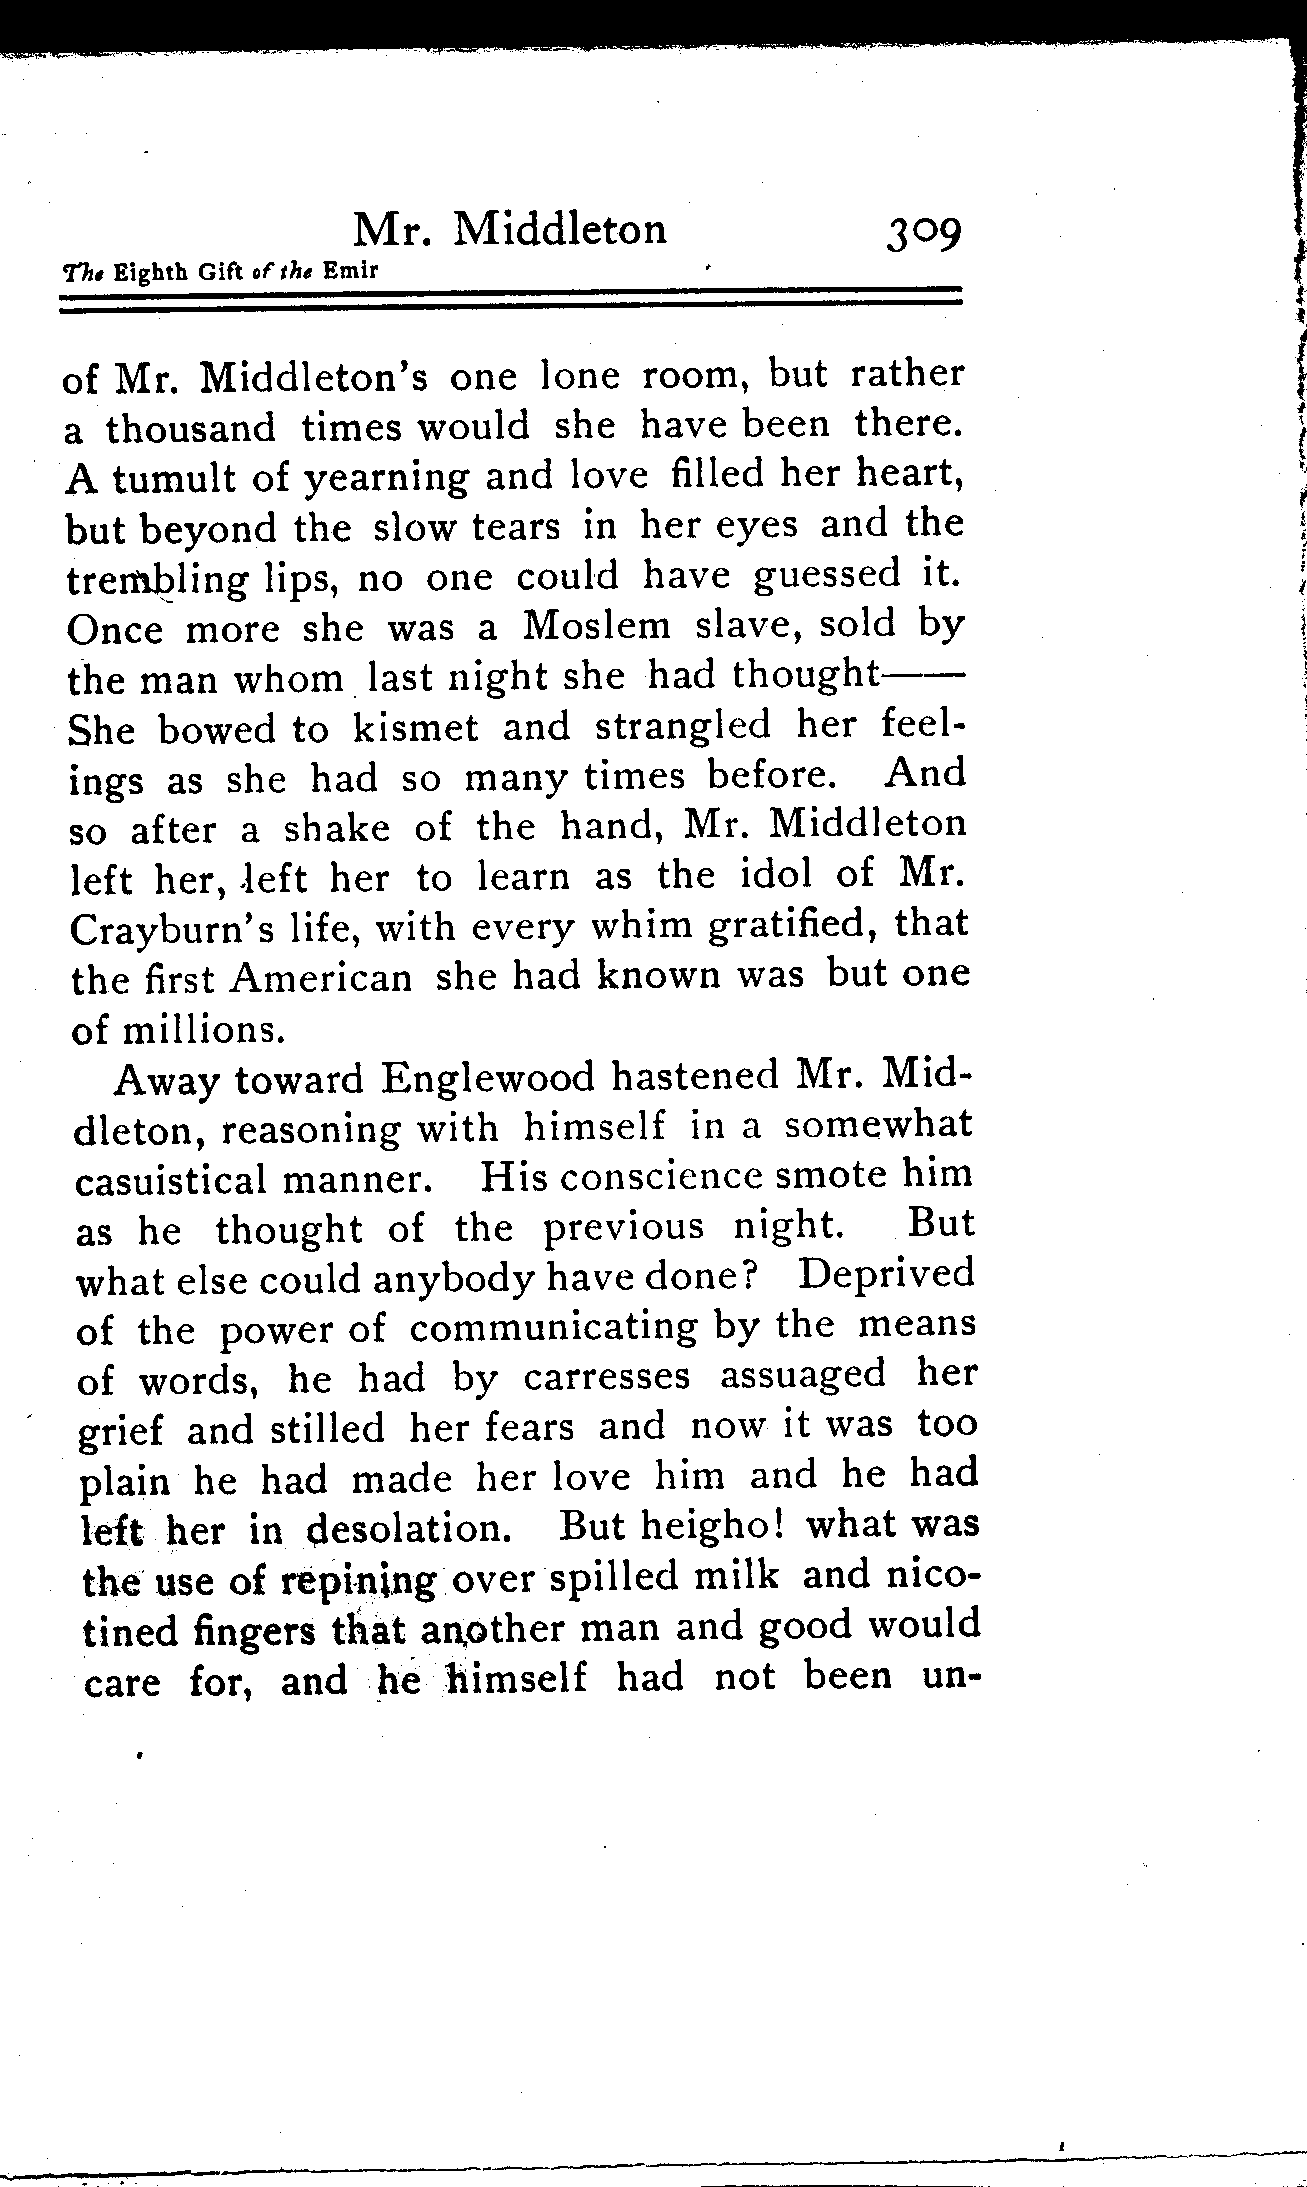 Mr. Middleton 309
The Eighth Gift of the Emir
of Mr. Middleton's one lone room, but rather
a thousand times would she have been there.
A tumult of yearning and love filled her heart,
but beyond the slow tears in her eyes and the
trembling lips, no one could have guessed it.
Once more she was a Moslem slave, sold by
the man whom last night she had thought——
She bowed to kismet and strangled her feel-
ings as she had so many times before. And
so after a shake of the hand, Mr. Middleton
left her, left her to learn as the idol of Mr.
Crayburn's life, with every whim gratified, that
the first American she had known was but one
of millions.
Away toward Englewood hastened Mr. Mid-
dleton, reasoning with himself in a somewhat
casuistical manner. His conscience smote him
as he thought of the previous night. But
what else could anybody have done? Deprived
of the power of communicating by the means
of words, he had by carresses assuaged her
grief and stilled her fears and now it was too
plain he had made her love him and he had
left her in desolation. But heigho! what was
the use of repining over spilled milk and nico-
tined fingers that another man and good would
care for, and he himself had not been un-